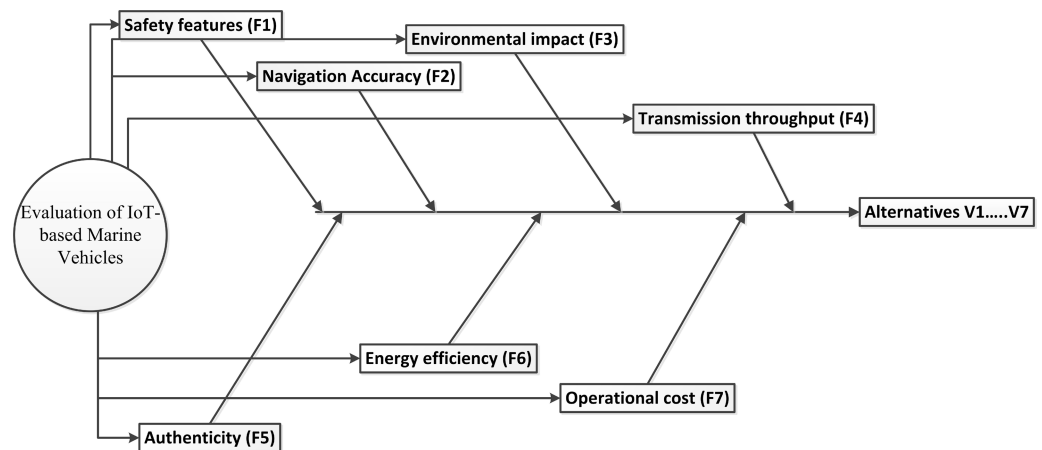 Safety features (F1)
Environmental impact (F3)
Navigation Accuracy (F2)
Transmission throughput (F4)
Evaluation of IoT-
based Marine
Vehicles
Alternatives V1.....V7
Energy efficiency (F6)
Operational cost (F7)
Authenticity (F5)